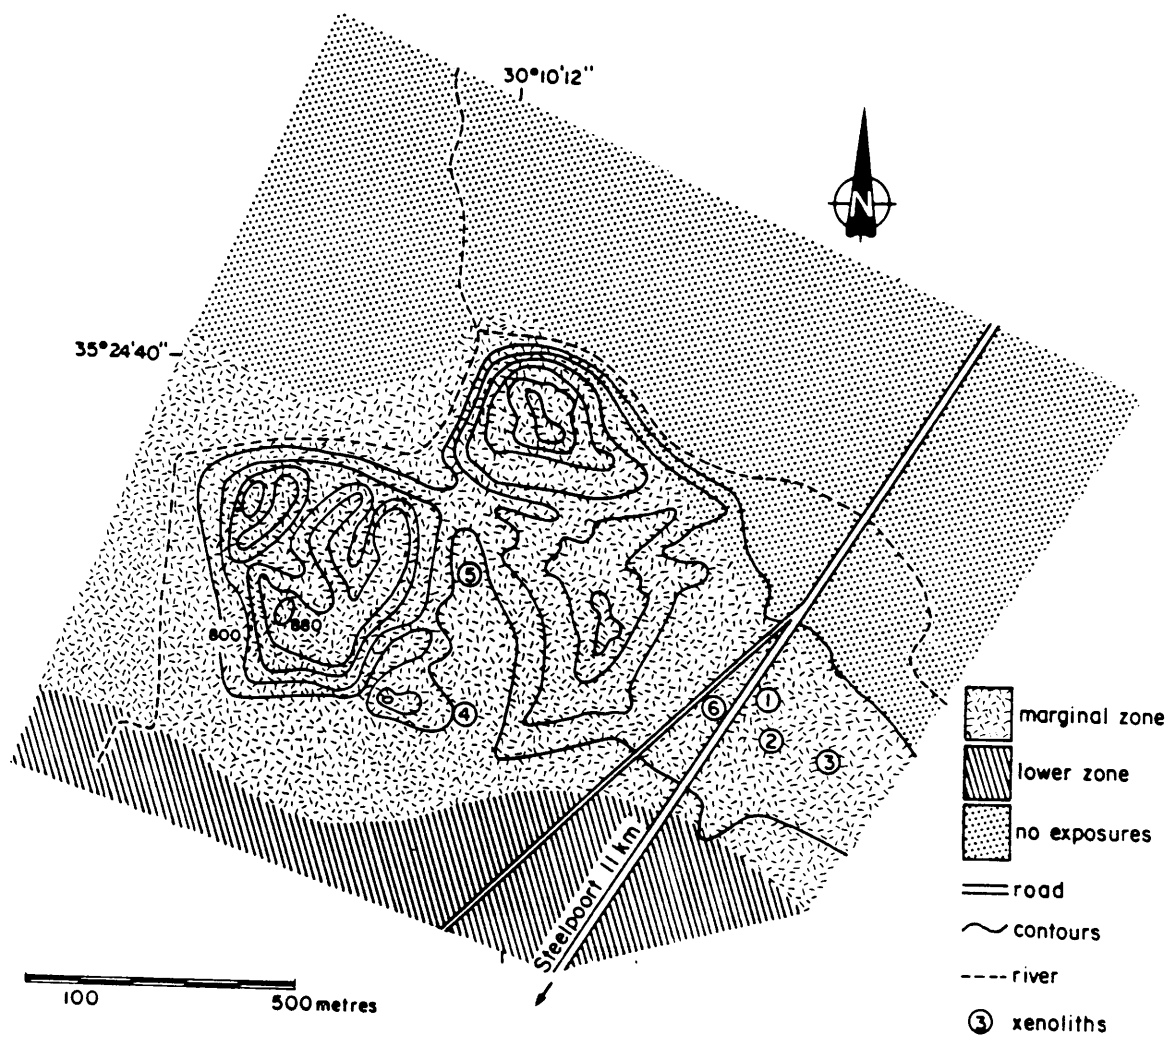 30°10'12"
N
35°24'40"
800
880
5
4
6
1
2
3
marginal zone
lower zone
no exposures
road
contours
river
3 xenoliths
Steelpoort 11 km
100 500 metres